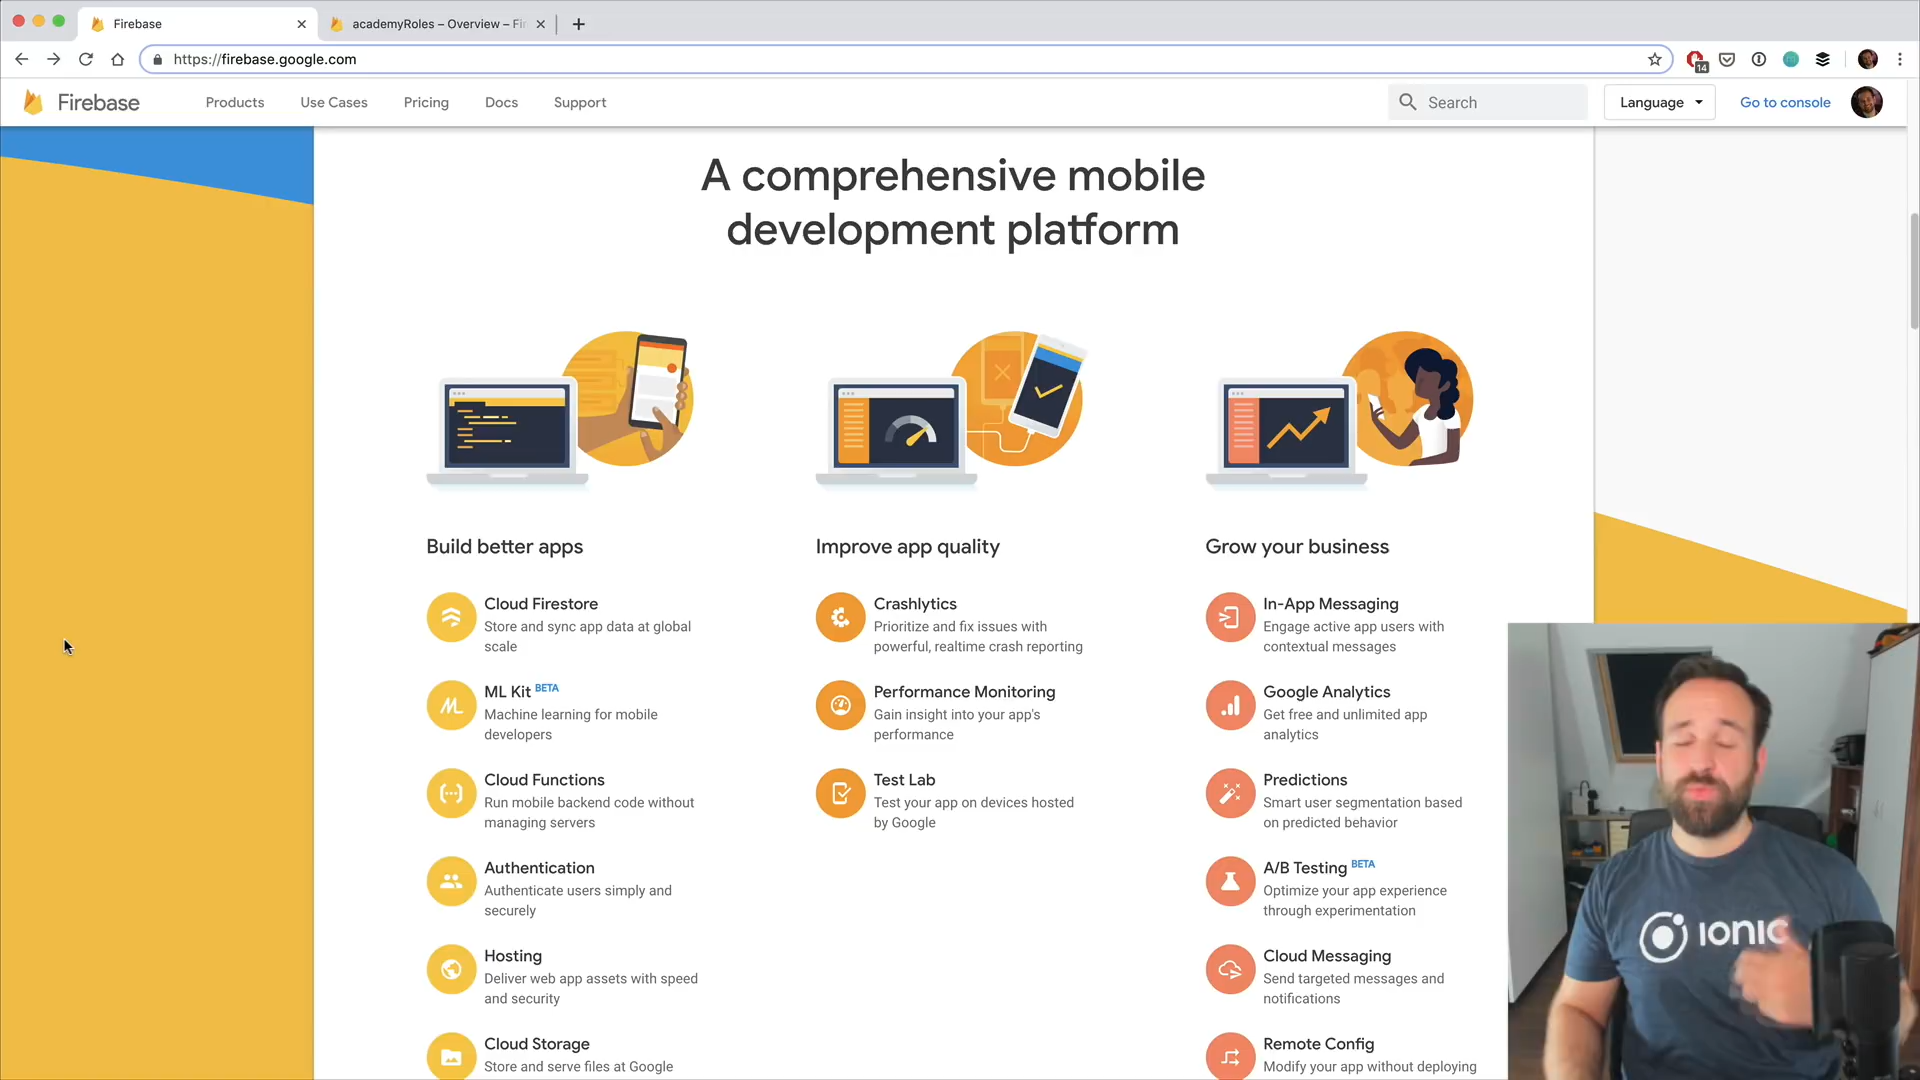 Firebase
academyRoles – Overview – Fi
https://firebase.google.com
14
Firebase
Products
Use Cases
Pricing
Docs
Support
Search
Language
Go to console
A comprehensive mobile
development platform
Build better apps
Cloud Firestore
Store and sync app data at global
scale
ML Kit BETA
Machine learning for mobile
developers
Cloud Functions
Run mobile backend code without
managing servers
Authentication
Authenticate users simply and
securely
Hosting
Deliver web app assets with speed
and security
Cloud Storage
Store and serve files at Google
Improve app quality
Crashlytics
Prioritize and fix issues with
powerful, realtime crash reporting
Performance Monitoring
Gain insight into your app's
performance
Test Lab
Test your app on devices hosted
by Google
Grow your business
In-App Messaging
Engage active app users with
contextual messages
Google Analytics
Get free and unlimited app
analytics
Predictions
Smart user segmentation based
on predicted behavior
A/B Testing BETA
Optimize your app experience
through experimentation
Cloud Messaging
Send targeted messages and
notifications
Remote Config
Modify your app without deploying
IONIC